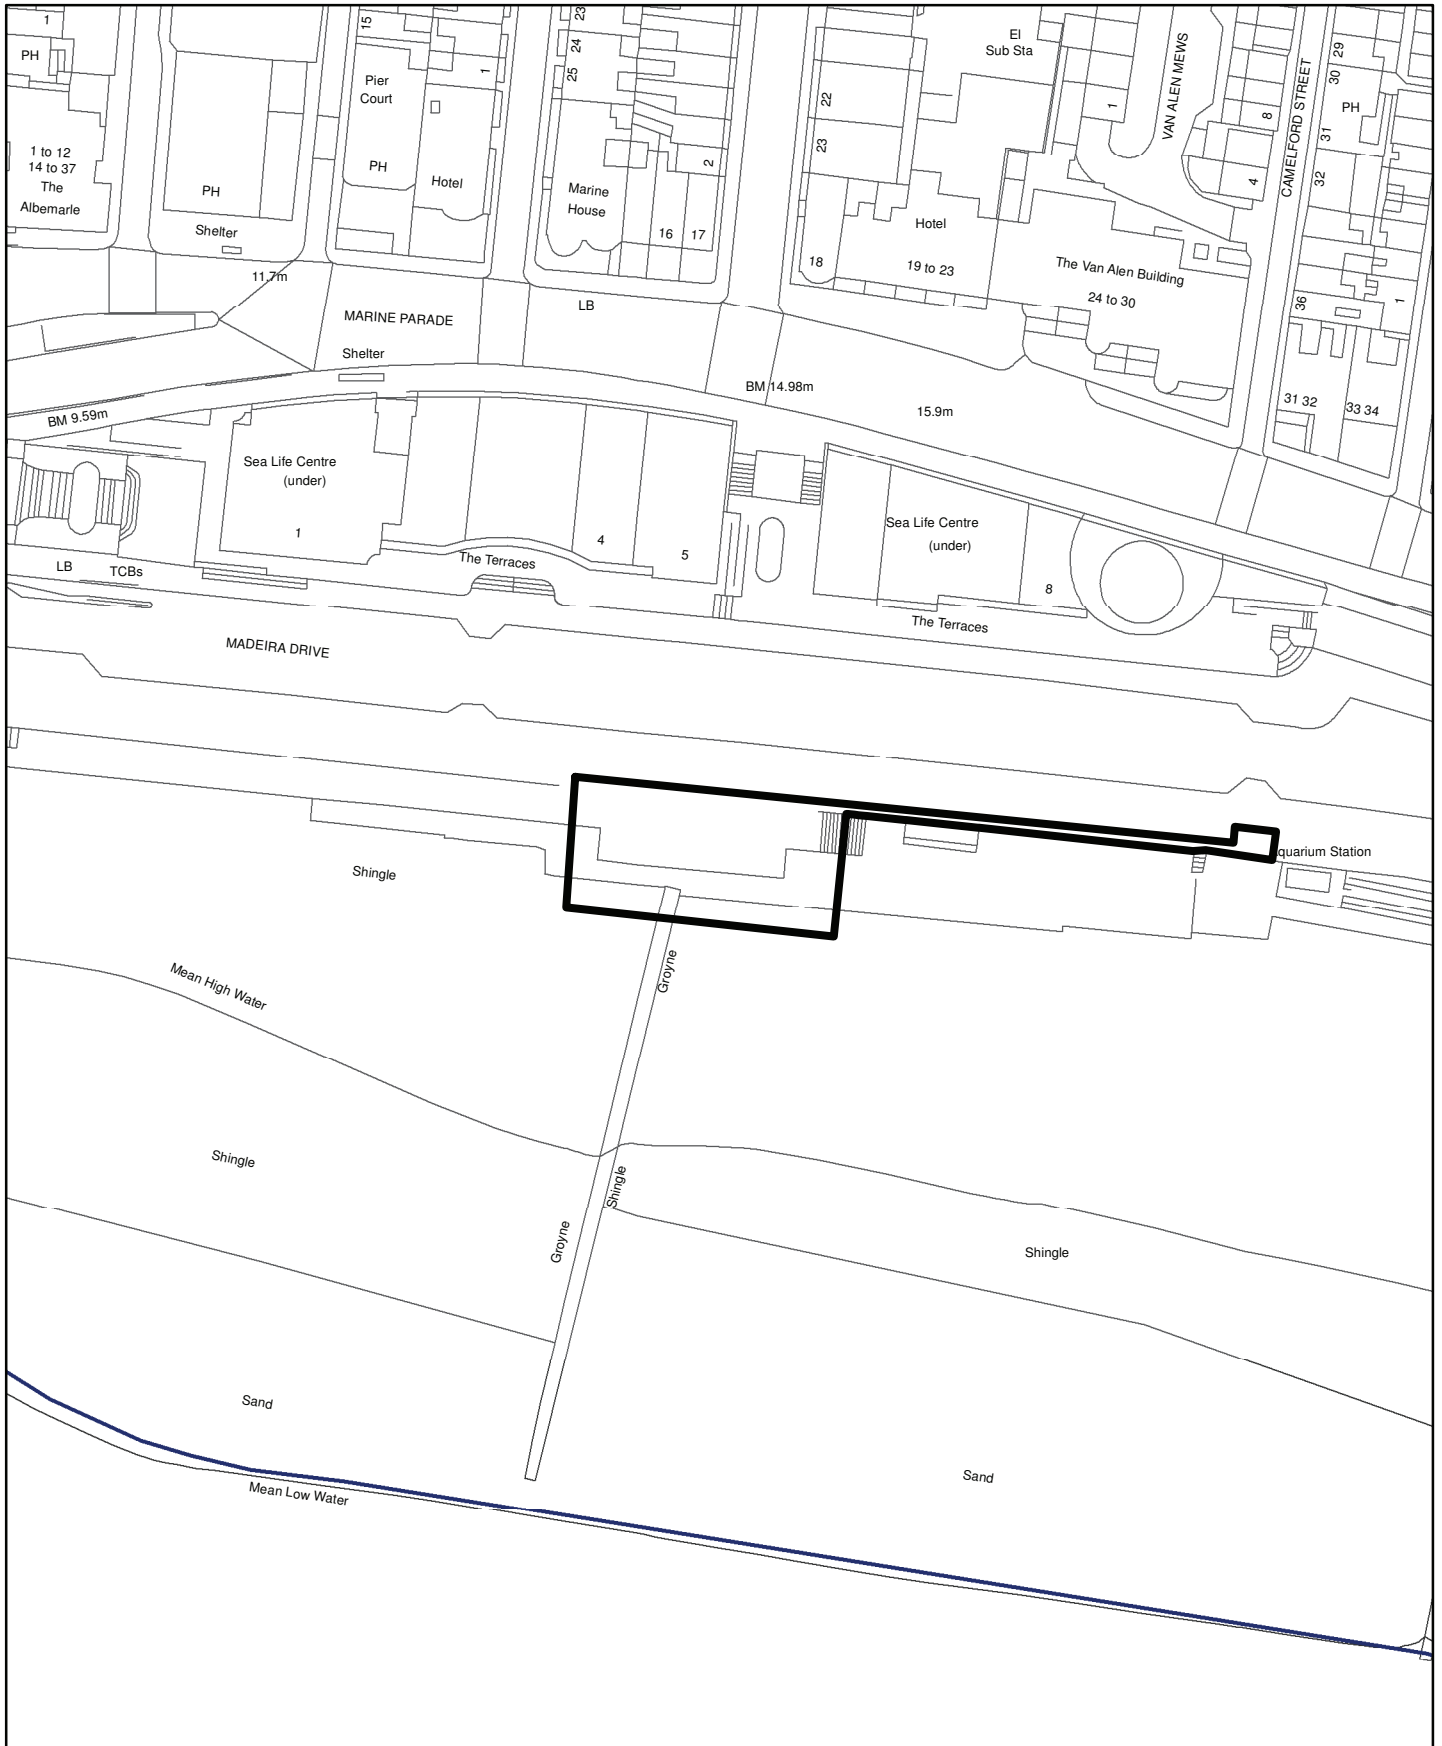 1
15
23
El
Sub Sta
VAN ALEN MEWS
CAMELFORD STREET
29
30
PH
24
25
1
Pier
Court
22
1
8
PH
31
23
1 to 12
14 to 37
The
Albemarle
PH
PH
Hotel
Marine
House
2
4
32
Shelter
16
17
Hotel
18
19 to 23
The Van Alen Building
24 to 30
36
1
11.7m
MARINE PARADE
LB
Shelter
BM 14.98m
15.9m
31 32
33 34
BM 9.59m
Sea Life Centre
(under)
1
4
5
Sea Life Centre
(under)
8
LB
TCBs
The Terraces
The Terraces
MADEIRA DRIVE
quarium Station
Shingle
Groyne
Mean High Water
Shingle
Shingle
Groyne
Shingle
Sand
Sand
Mean Low Water